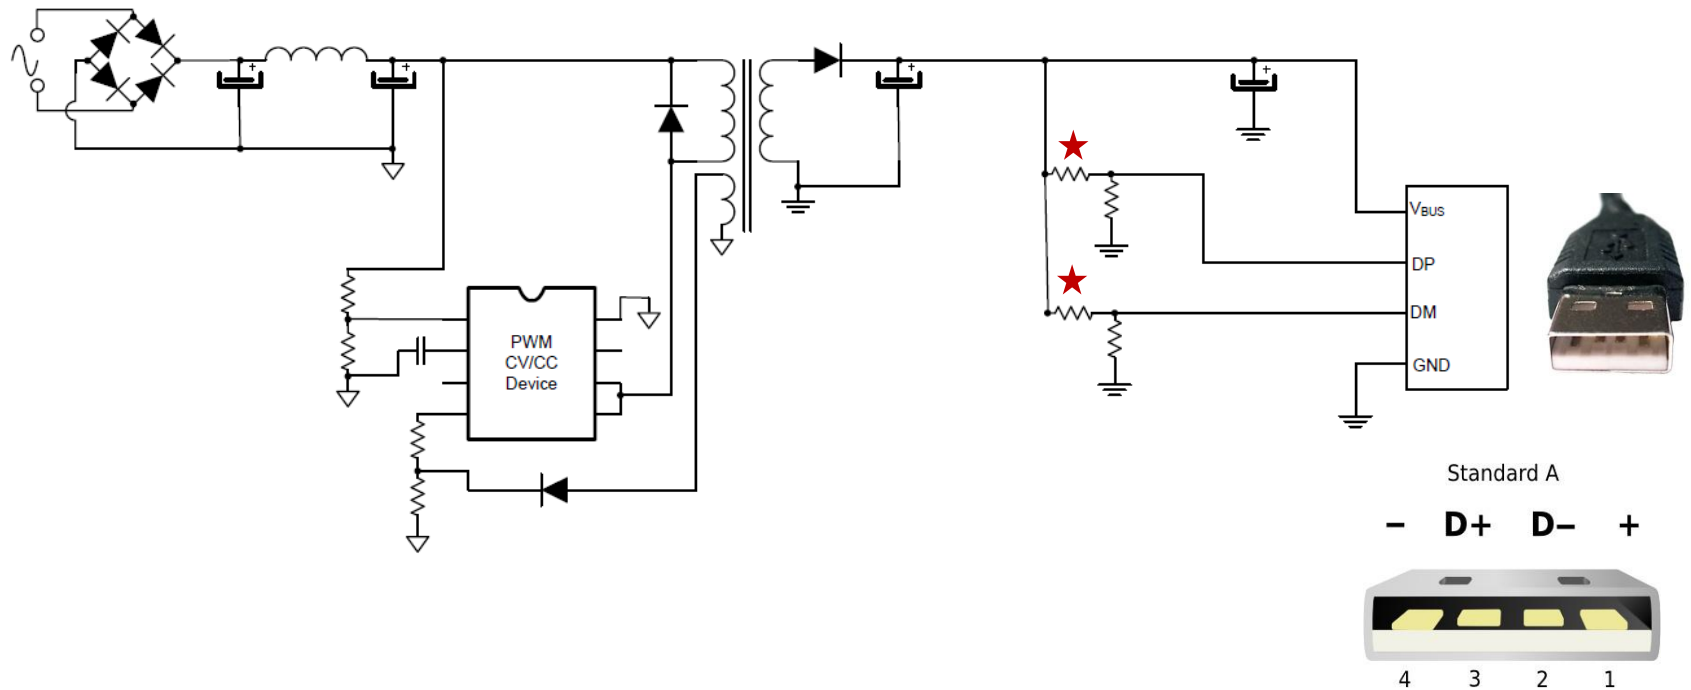 +
+
+
+
PWM
CV/CC
Device
VBUS
DP
DM
GND
Standard A
− D+ D− +
4 3 2 1